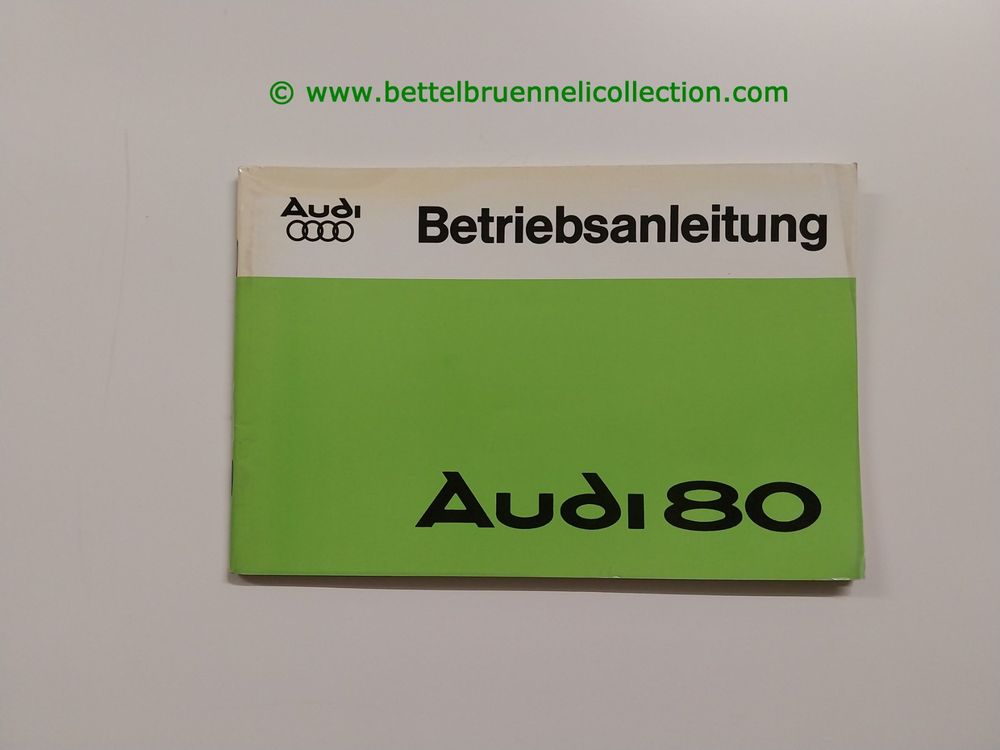 © www.bettelbruennelicollection.com
Audi Betriebsanleitung
Audi 80